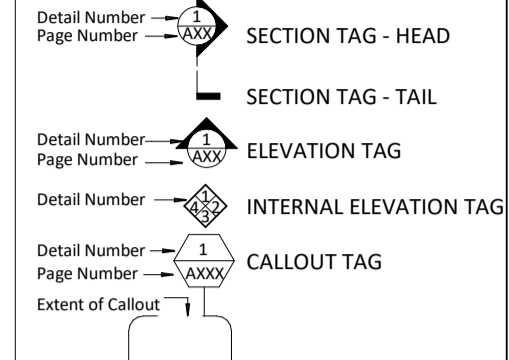 Detail Number
1
Page Number
AXX
SECTION TAG - HEAD
SECTION TAG - TAIL
Detail Number
1
Page Number
AXX
ELEVATION TAG
Detail Number
1
4 2
3
INTERNAL ELEVATION TAG
Detail Number
1
Page Number
AXXX
CALLOUT TAG
Extent of Callout